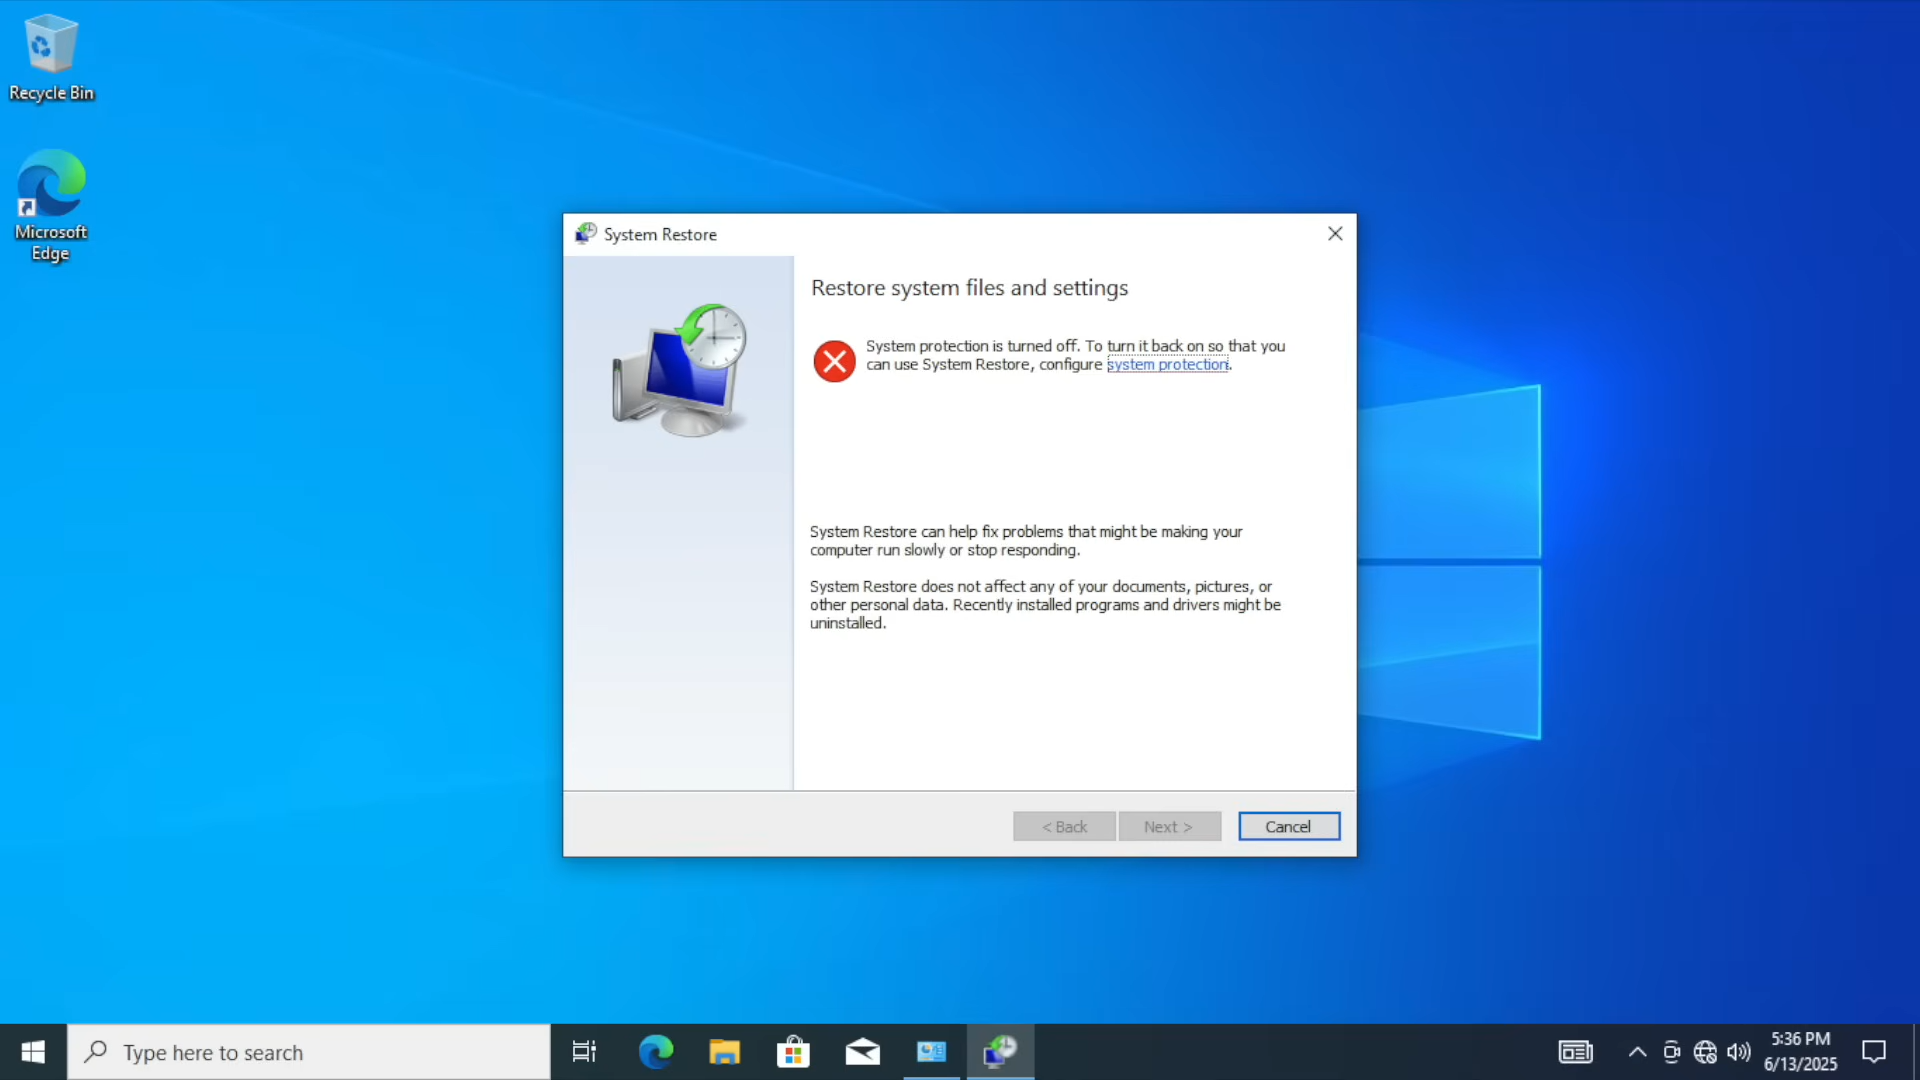 Recycle Bin
Microsoft
Edge
System Restore
Restore system files and settings
System protection is turned off. To turn it back on so that you
can use System Restore, configure system protection.
System Restore can help fix problems that might be making your
computer run slowly or stop responding.
System Restore does not affect any of your documents, pictures, or
other personal data. Recently installed programs and drivers might be
uninstalled.
< Back
Next >
Cancel
Type here to search
5:36 PM
6/13/2025